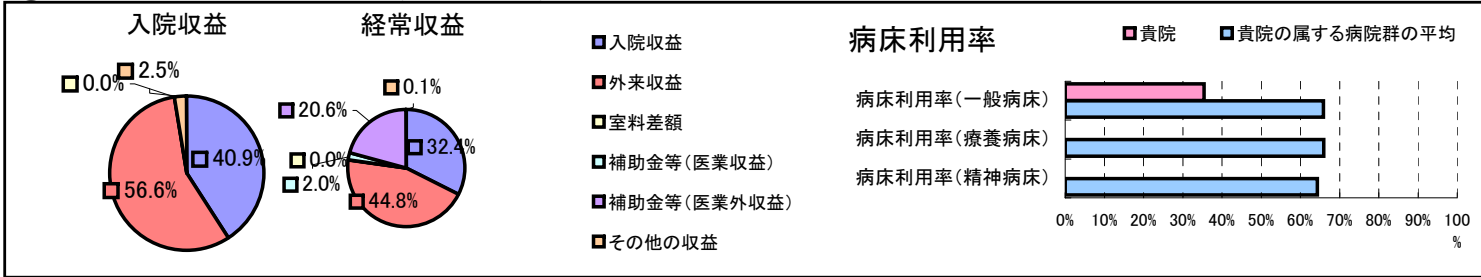 入院収益
0.0%
2.5%
40.9%
56.6%
経常収益
0.1%
20.6%
32.4%
0.0%
2.0%
44.8%
入院収益
外来収益
室料差額
補助金等(医業収益)
補助金等(医業外収益)
その他の収益
病床利用率
貴院 貴院の属する病院群の平均
病床利用率(一般病床)
病床利用率(療養病床)
病床利用率(精神病床)
0% 10% 20% 30% 40% 50% 60% 70% 80% 90% 100
%